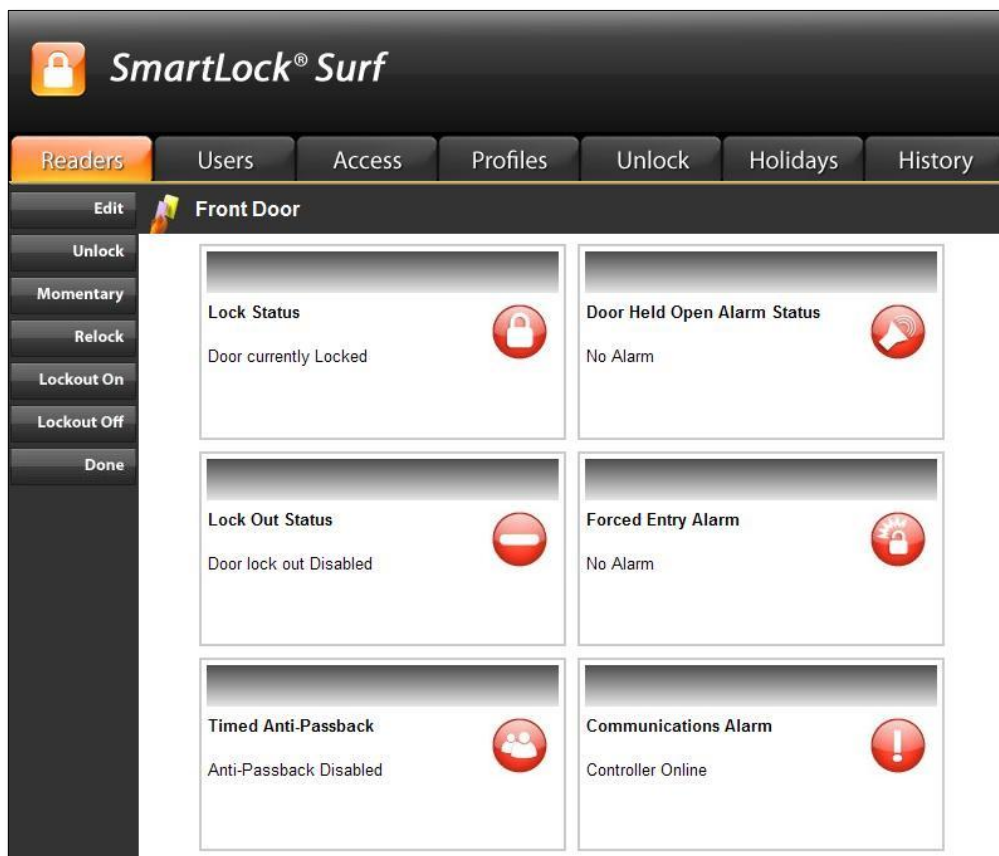 SmartLock® Surf
Readers Users Access Profiles Unlock Holidays History
Edit
Front Door
Unlock
Momentary
Relock
Lockout On
Lockout Off
Done
Lock Status
Door currently Locked
Door Held Open Alarm Status
No Alarm
Lock Out Status
Door lock out Disabled
Forced Entry Alarm
No Alarm
Timed Anti-Passback
Anti-Passback Disabled
Communications Alarm
Controller Online